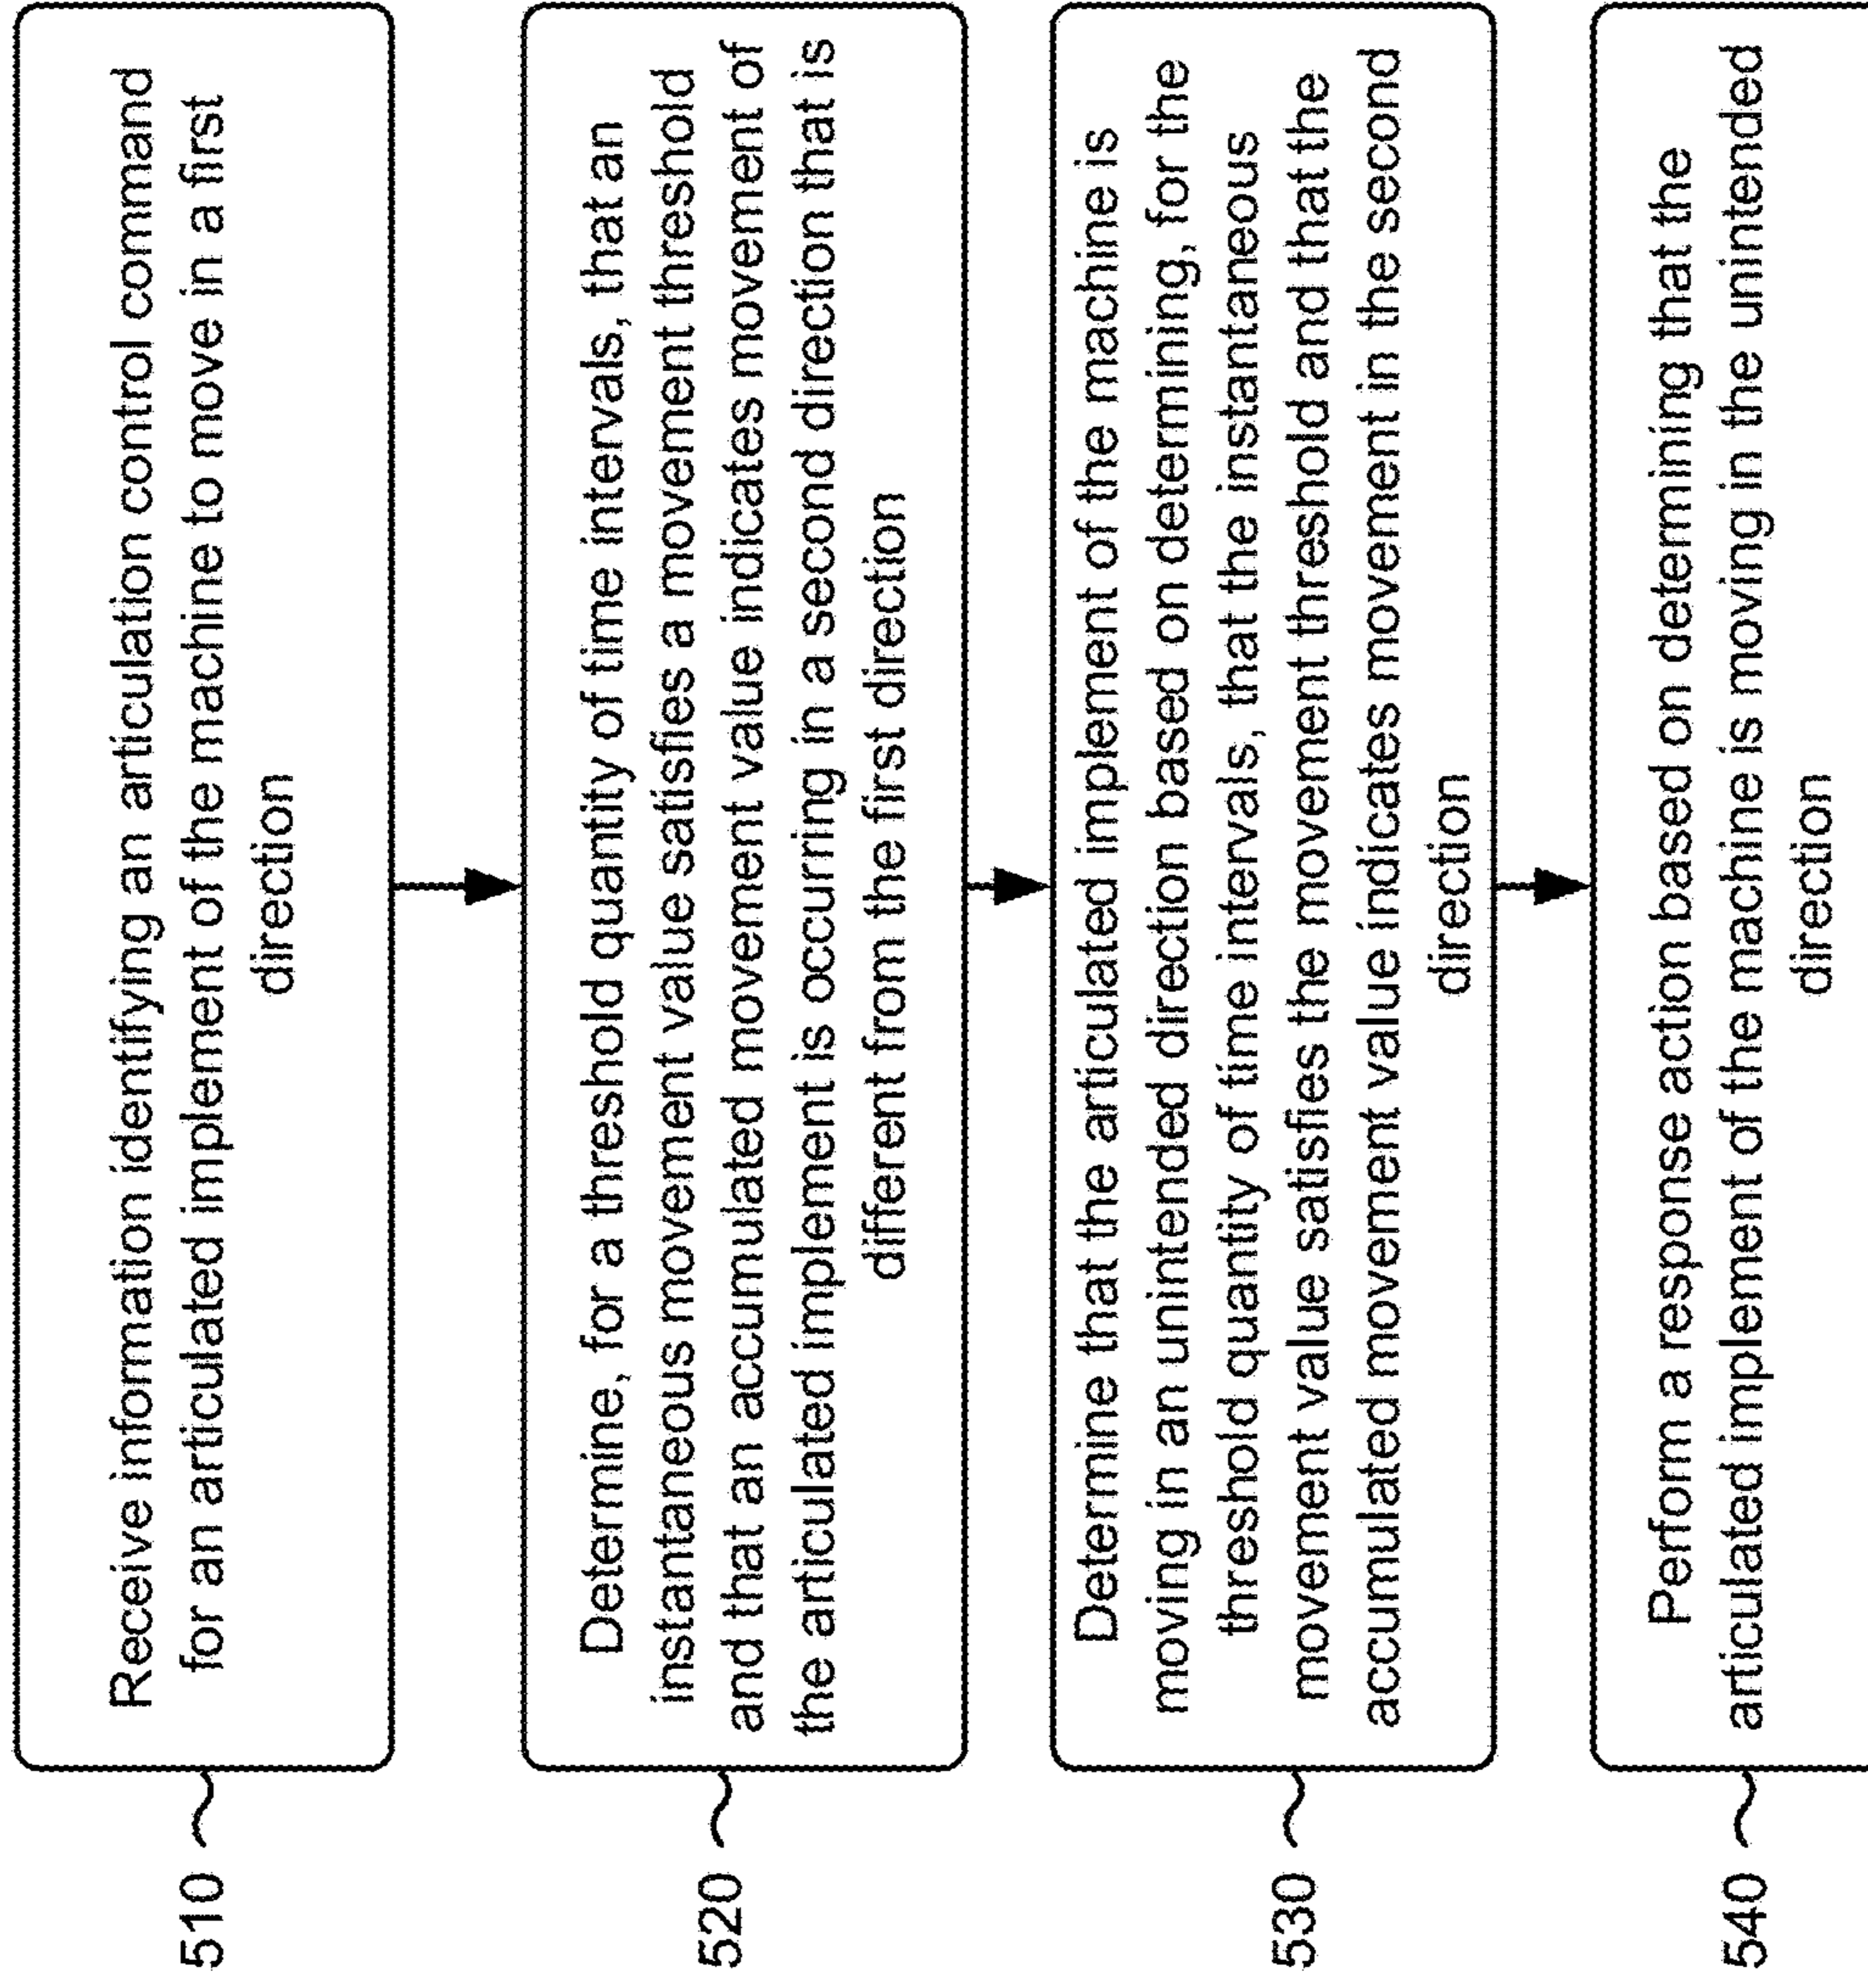 510
Receive information identifying an articulation control command
for an articulated implement of the machine to move in a first
direction
520
Determine, for a threshold quantity of time intervals, that an
instantaneous movement value satisfies a movement threshold
and that an accumulated movement value indicates movement of
the articulated implement is occurring in a second direction that is
different from the first direction
530
Determine that the articulated implement of the machine is
moving in an unintended direction based on determining, for the
threshold quantity of time intervals, that the instantaneous
movement value satisfies the movement threshold and that the
accumulated movement value indicates movement in the second
direction
540
Perform a response action based on determining that the
articulated implement of the machine is moving in the unintended
direction